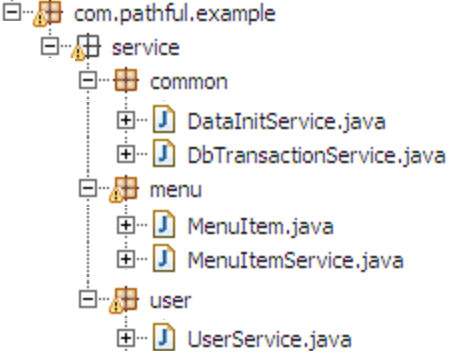 com.pathful.example
service
common
DataInitService.java
DbTransactionService.java
menu
MenuItem.java
MenuItemService.java
user
UserService.java